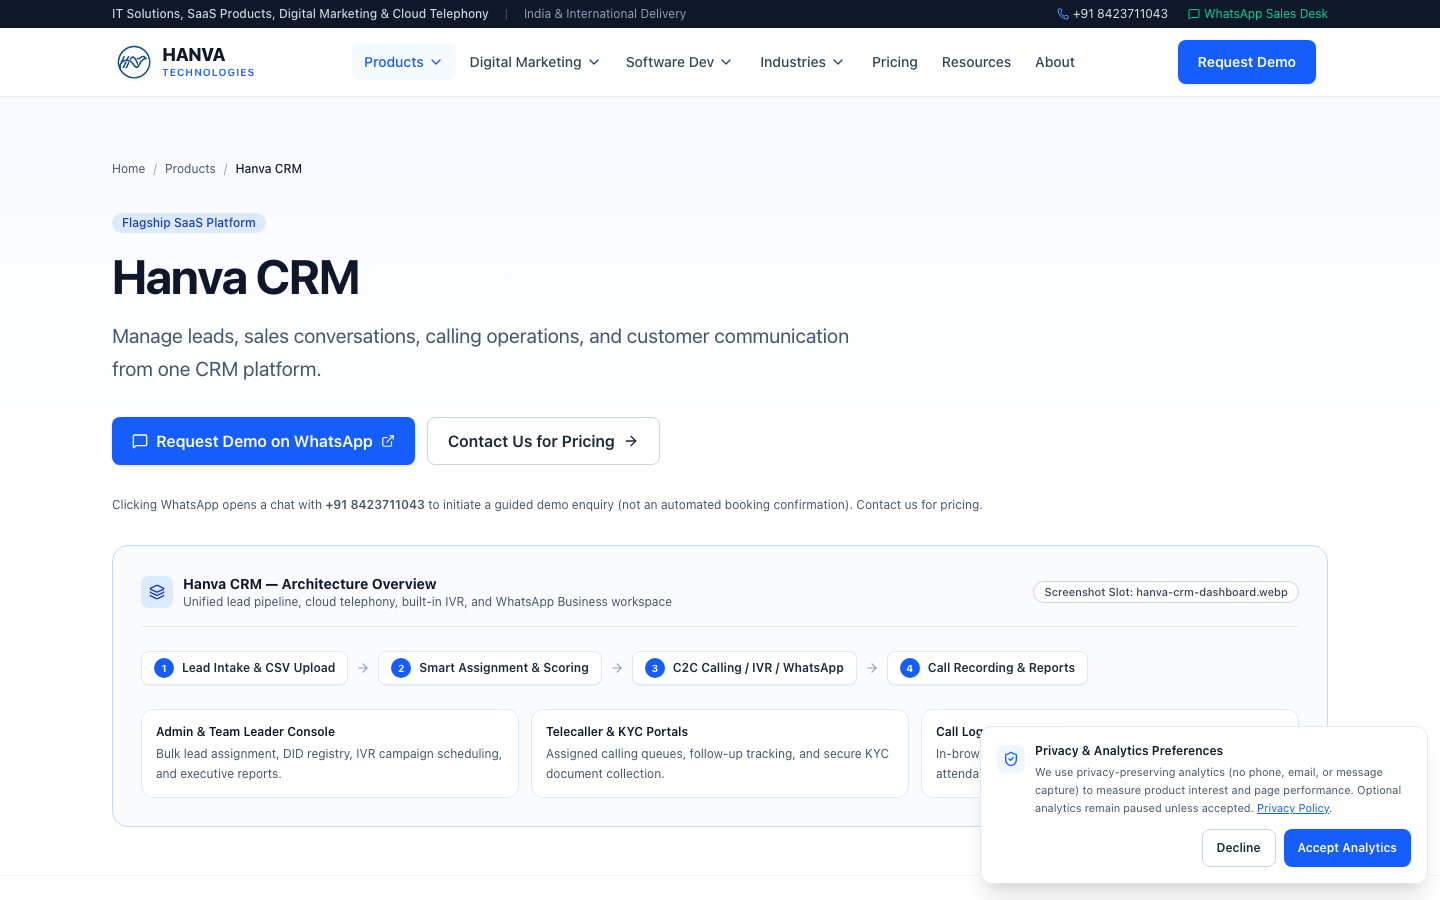 IT Solutions, SaaS Products, Digital Marketing & Cloud Telephony | India & International Delivery
+91 8423711043 WhatsApp Sales Desk
HANVA
TECHNOLOGIES
Products Digital Marketing Software Dev Industries Pricing Resources About
Request Demo
Home / Products / Hanva CRM
Flagship SaaS Platform
Hanva CRM
Manage leads, sales conversations, calling operations, and customer communication
from one CRM platform.
Request Demo on WhatsApp
Contact Us for Pricing
Clicking WhatsApp opens a chat with +91 8423711043 to initiate a guided demo enquiry (not an automated booking confirmation). Contact us for pricing.
Hanva CRM — Architecture Overview
Unified lead pipeline, cloud telephony, built-in IVR, and WhatsApp Business workspace
Screenshot Slot: hanva-crm-dashboard.webp
1 Lead Intake & CSV Upload
2 Smart Assignment & Scoring
3 C2C Calling / IVR / WhatsApp
4 Call Recording & Reports
Admin & Team Leader Console
Bulk lead assignment, DID registry, IVR campaign scheduling,
and executive reports.
Telecaller & KYC Portals
Assigned calling queues, follow-up tracking, and secure KYC
document collection.
Call
Privacy & Analytics Preferences
We use privacy-preserving analytics (no phone, email, or message
capture) to measure product interest and page performance. Optional
analytics remain paused unless accepted. Privacy Policy.
Decline
Accept Analytics